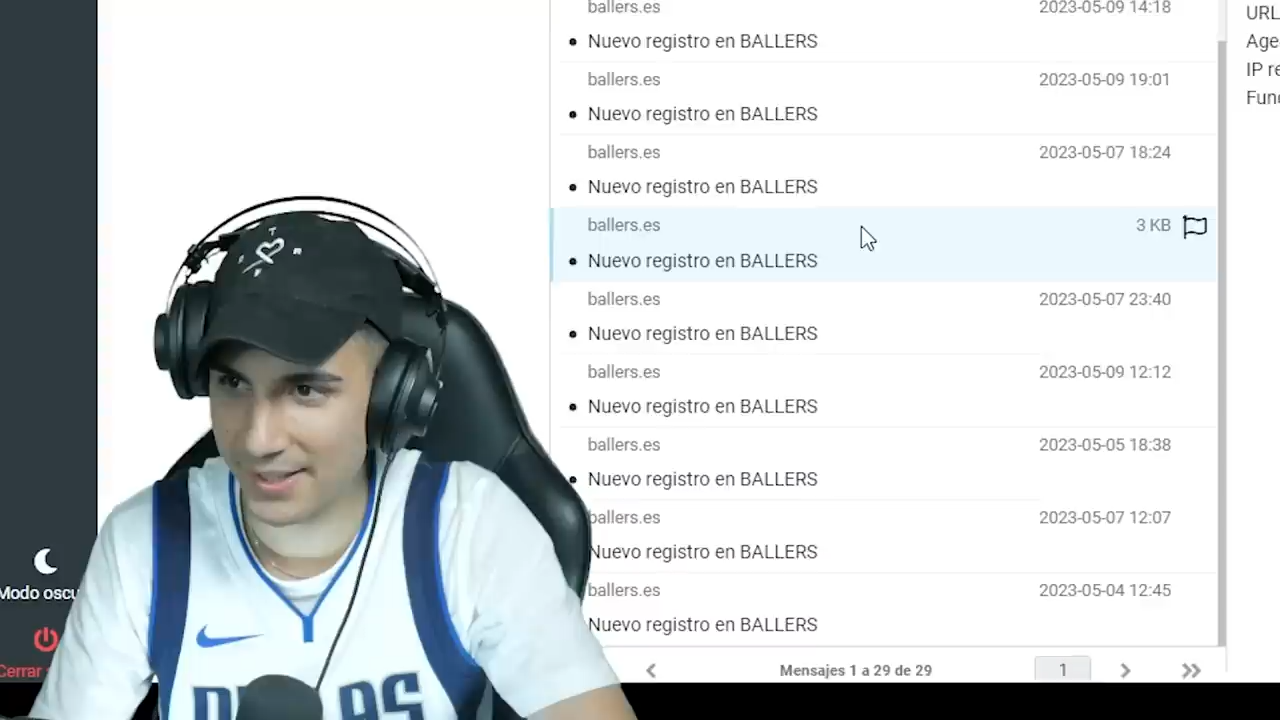 ballers.es 2023-05-09 14:18
• Nuevo registro en BALLERS
ballers.es 2023-05-09 19:01
• Nuevo registro en BALLERS
ballers.es 2023-05-07 18:24
• Nuevo registro en BALLERS
ballers.es 3 KB
• Nuevo registro en BALLERS
ballers.es 2023-05-07 23:40
• Nuevo registro en BALLERS
ballers.es 2023-05-09 12:12
• Nuevo registro en BALLERS
ballers.es 2023-05-05 18:38
• Nuevo registro en BALLERS
ballers.es 2023-05-07 12:07
Nuevo registro en BALLERS
ballers.es 2023-05-04 12:45
Nuevo registro en BALLERS
Mensajes 1 a 29 de 29 1
URL
Age
IP re
Func
Modo oscu
Cerrar